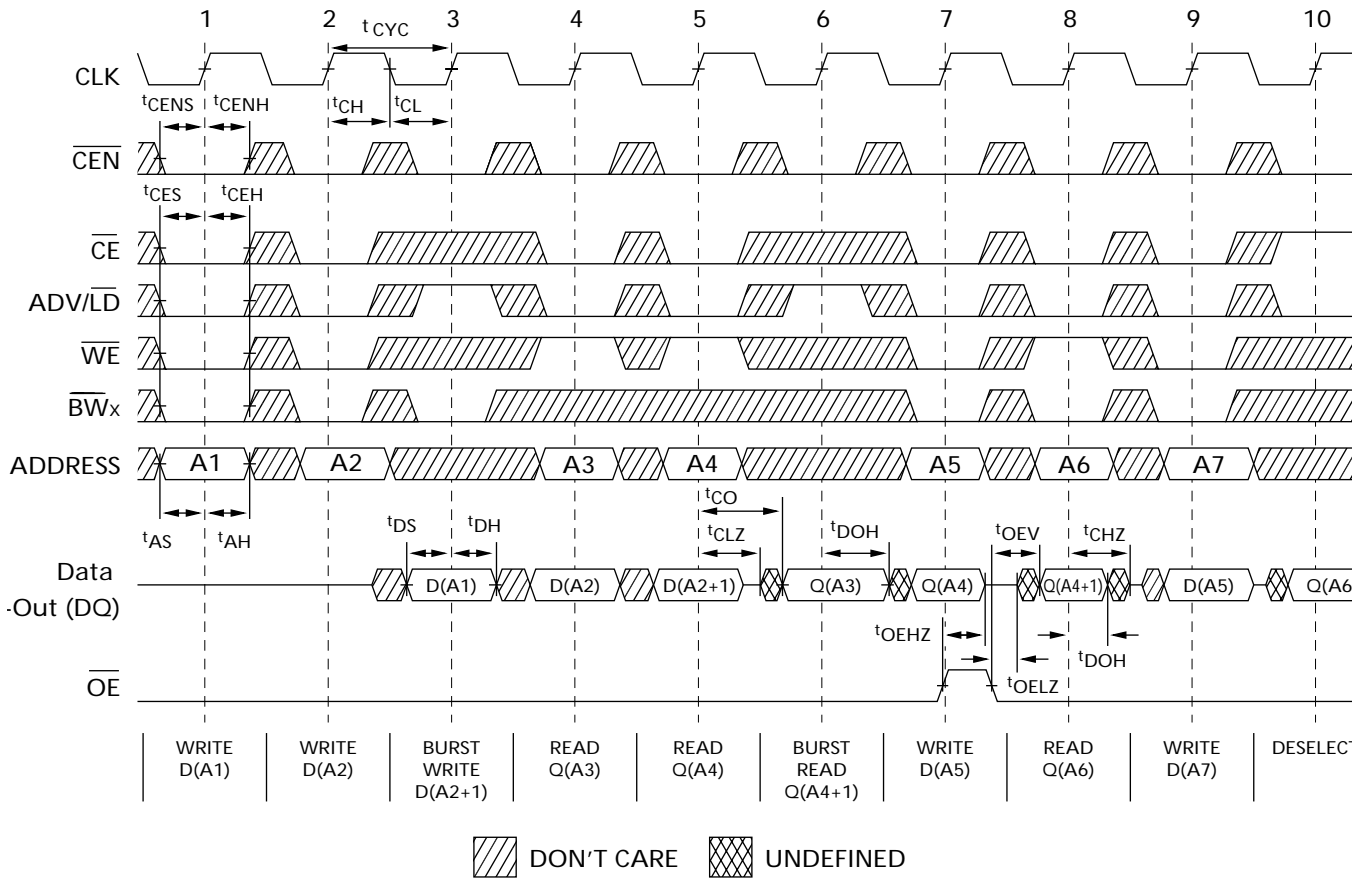 1 2 3 4 5 6 7 8 9 10
t CYC
CLK
tCENS tCENH tCH tCL
CEN
tCES tCEH
CE
ADV/LD
WE
BWx
ADDRESS A1 A2 A3 A4 A5 A6 A7
tCO
tAS tAH tDS tDH tCLZ tDOH tOEV tCHZ
Data
-Out (DQ) D(A1) D(A2) D(A2+1) Q(A3) Q(A4) Q(A4+1) D(A5) Q(A6
tOEHZ tDOH
tOELZ
OE
WRITE
D(A1)
WRITE
D(A2)
BURST
WRITE
D(A2+1)
READ
Q(A3)
READ
Q(A4)
BURST
READ
Q(A4+1)
WRITE
D(A5)
READ
Q(A6)
WRITE
D(A7)
DESELECT
DON'T CARE UNDEFINED